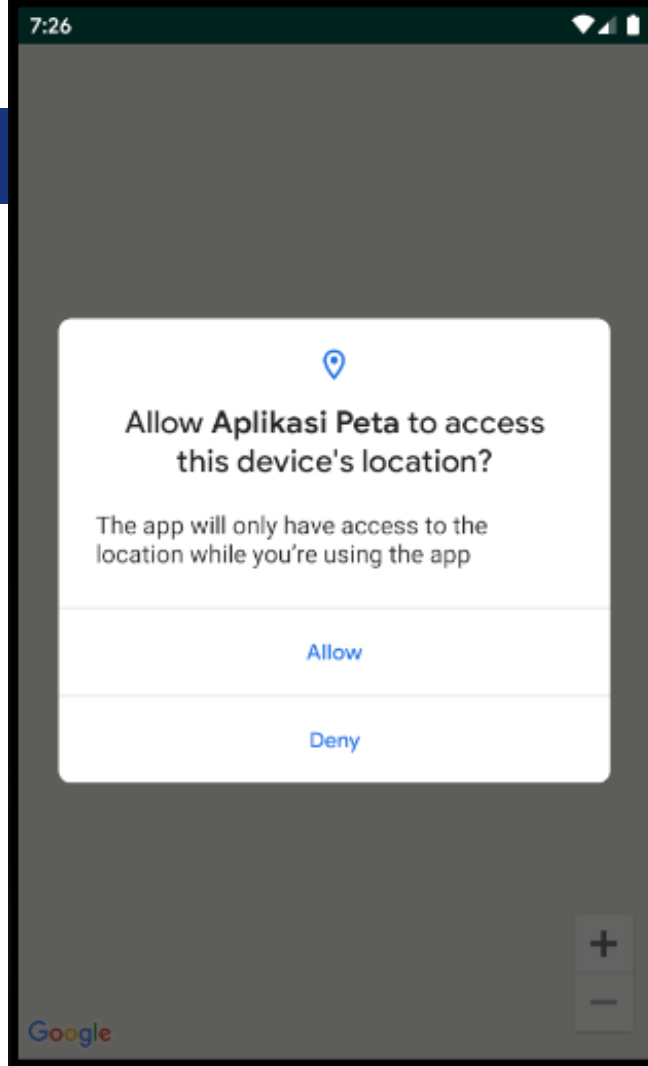 7:26
Allow Aplikasi Peta to access
this device's location?
The app will only have access to the
location while you're using the app
Allow
Deny
+
−
Google